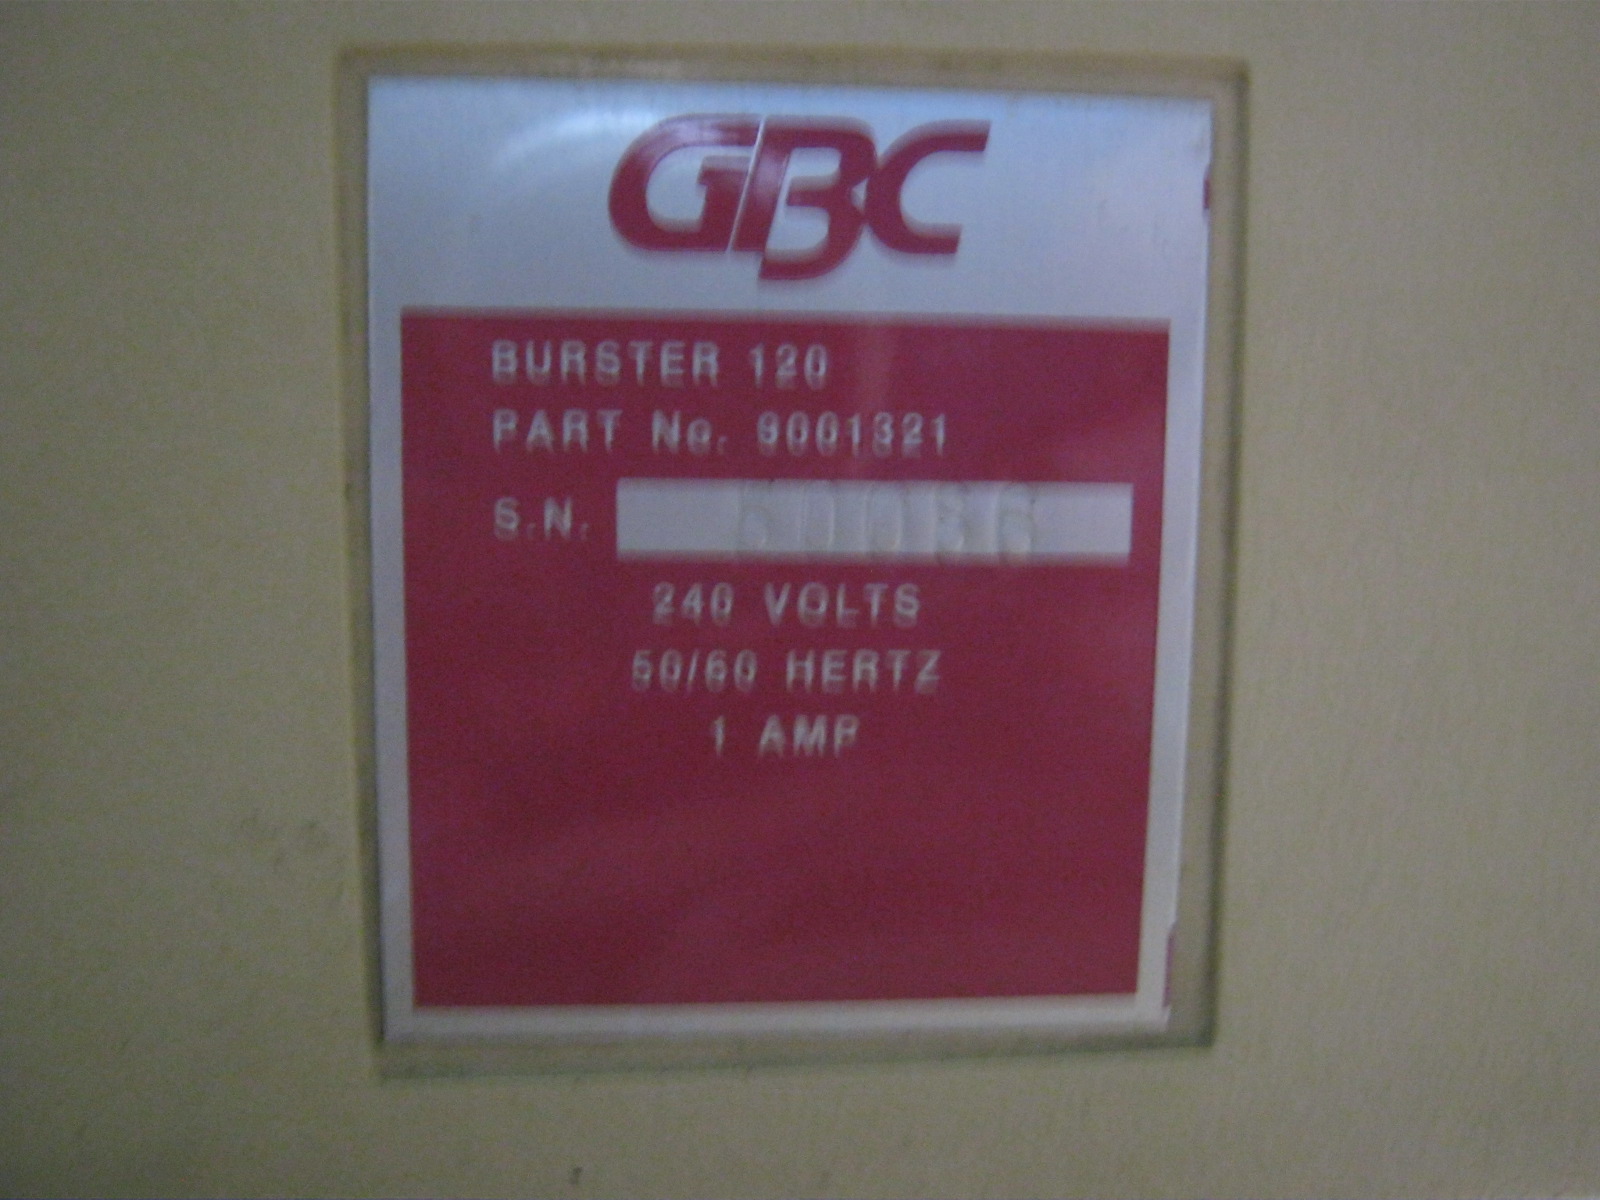 GBC
BURSTER 120
PART No. 9001321
S.N.
240 VOLTS
50/60 HERTZ
1 AMP